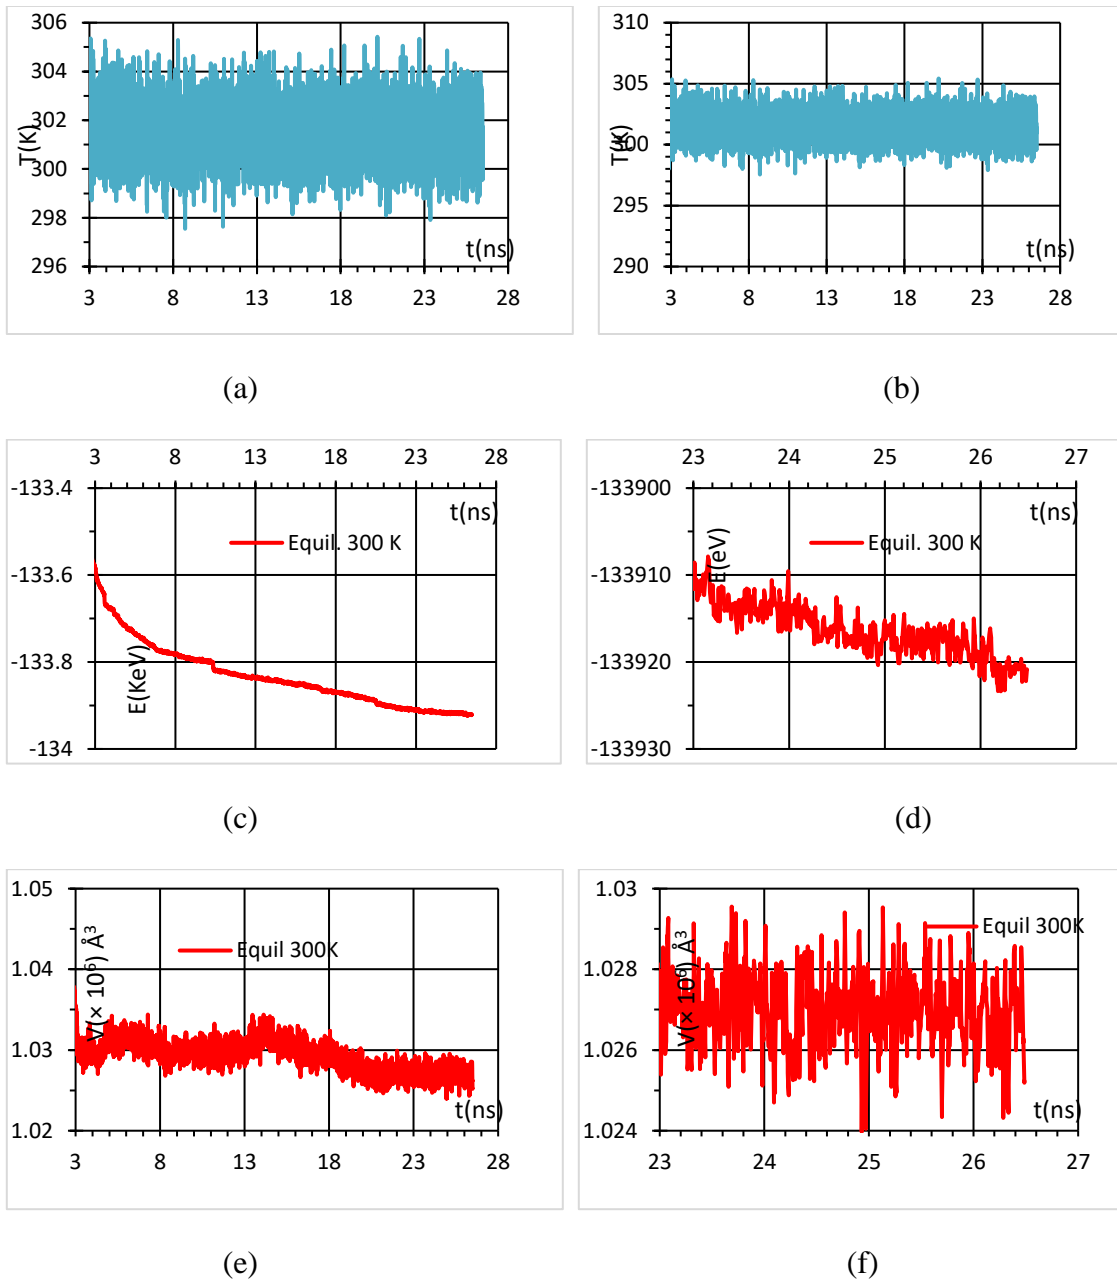 306
304
302
300
298
296
T(K)
t(ns)
3 8 13 18 23 28
(a)
310
305
300
295
290
T(K)
t(ns)
3 8 13 18 23 28
(b)
3 8 13 18 23 28
-133.4
-133.6
-133.8
-134
t(ns)
Equil. 300 K
E(KeV)
(c)
23 24 25 26 27
-133900
-133910
-133920
-133930
t(ns)
Equil. 300 K
E(eV)
(d)
1.05
1.04
1.03
1.02
V(× 10⁶) Å³
Equil 300K
t(ns)
3 8 13 18 23 28
(e)
1.03
1.028
1.026
1.024
V(× 10⁶) Å³
Equil 300K
t(ns)
23 24 25 26 27
(f)